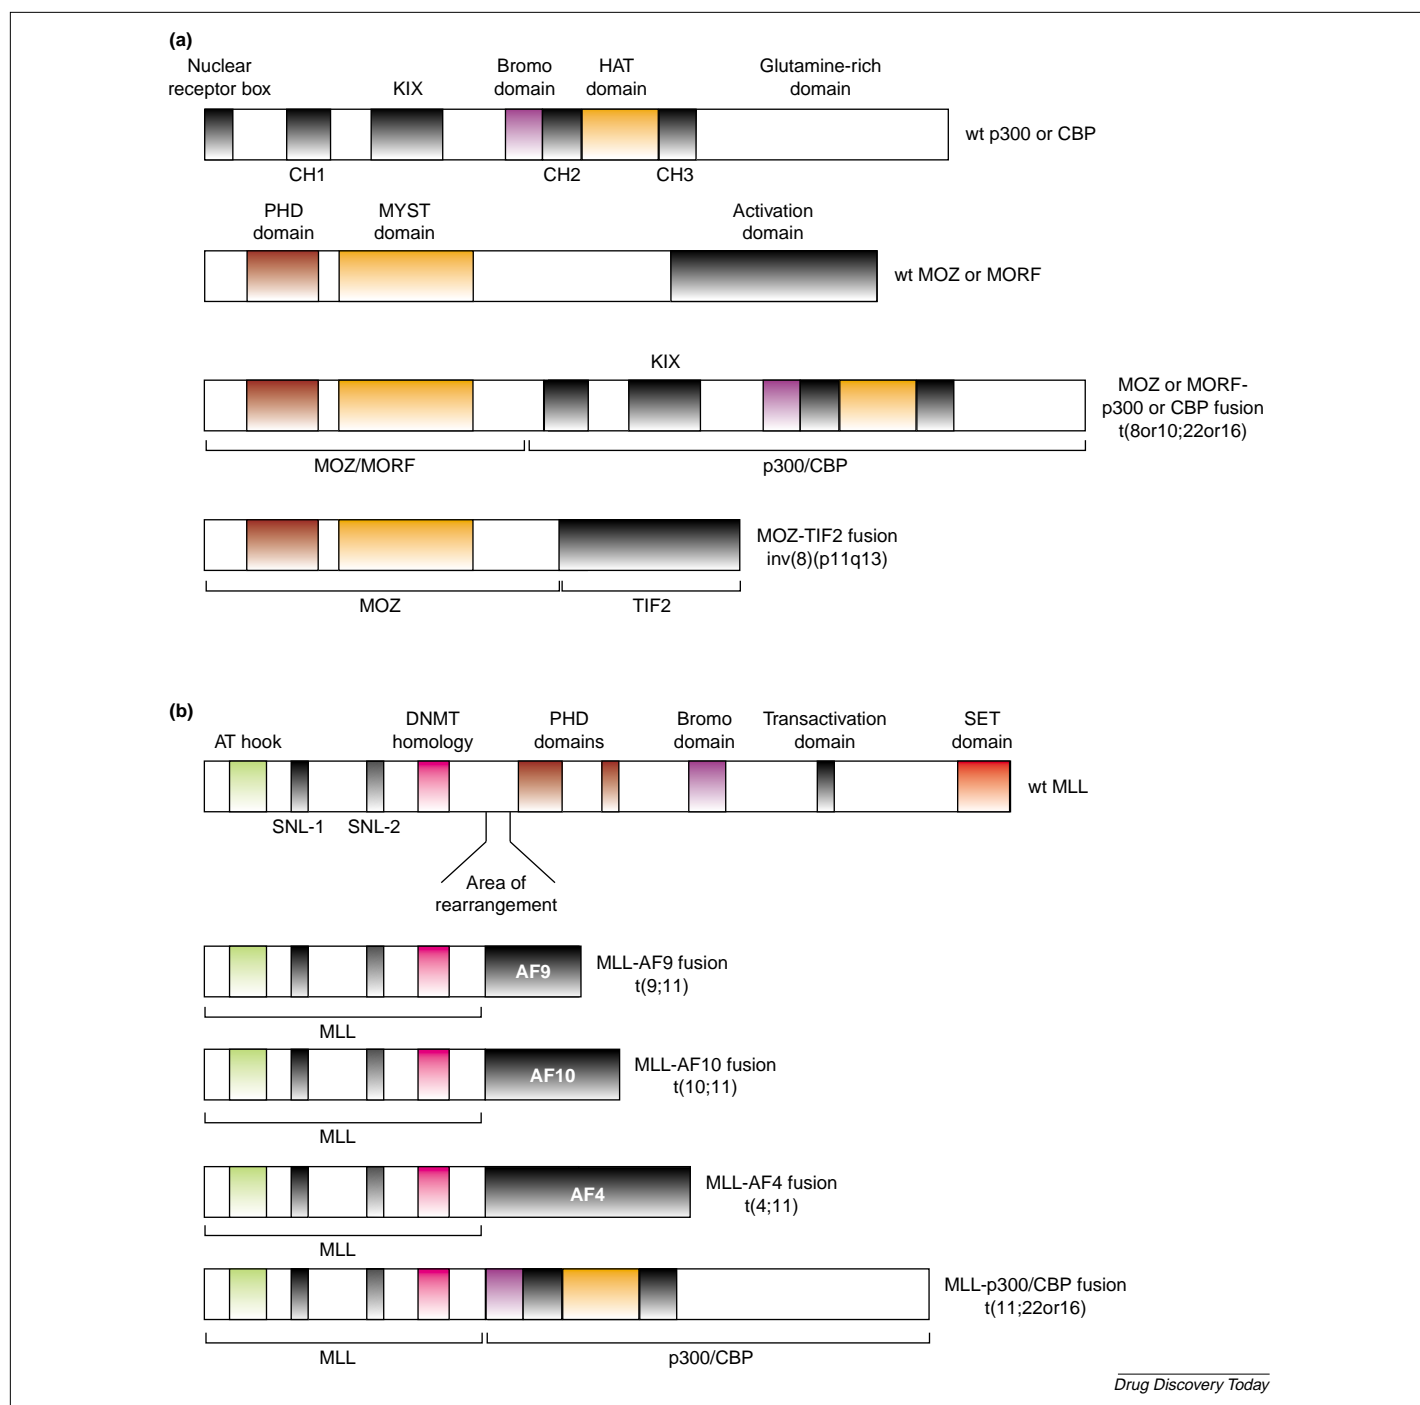 (a)
Nuclear
receptor box
KIX
Bromo
domain
HAT
domain
Glutamine-rich
domain
wt p300 or CBP
CH1
CH2
CH3
PHD
domain
MYST
domain
Activation
domain
wt MOZ or MORF
KIX
MOZ or MORF-
p300 or CBP fusion
t(8or10;22or16)
MOZ/MORF
p300/CBP
MOZ-TIF2 fusion
inv(8)(p11q13)
MOZ
TIF2
(b)
AT hook
DNMT
homology
PHD
domains
Bromo
domain
Transactivation
domain
SET
domain
wt MLL
SNL-1
SNL-2
Area of
rearrangement
AF9
MLL-AF9 fusion
t(9;11)
MLL
AF10
MLL-AF10 fusion
t(10;11)
MLL
AF4
MLL-AF4 fusion
t(4;11)
MLL
MLL-p300/CBP fusion
t(11;22or16)
MLL
p300/CBP
Drug Discovery Today